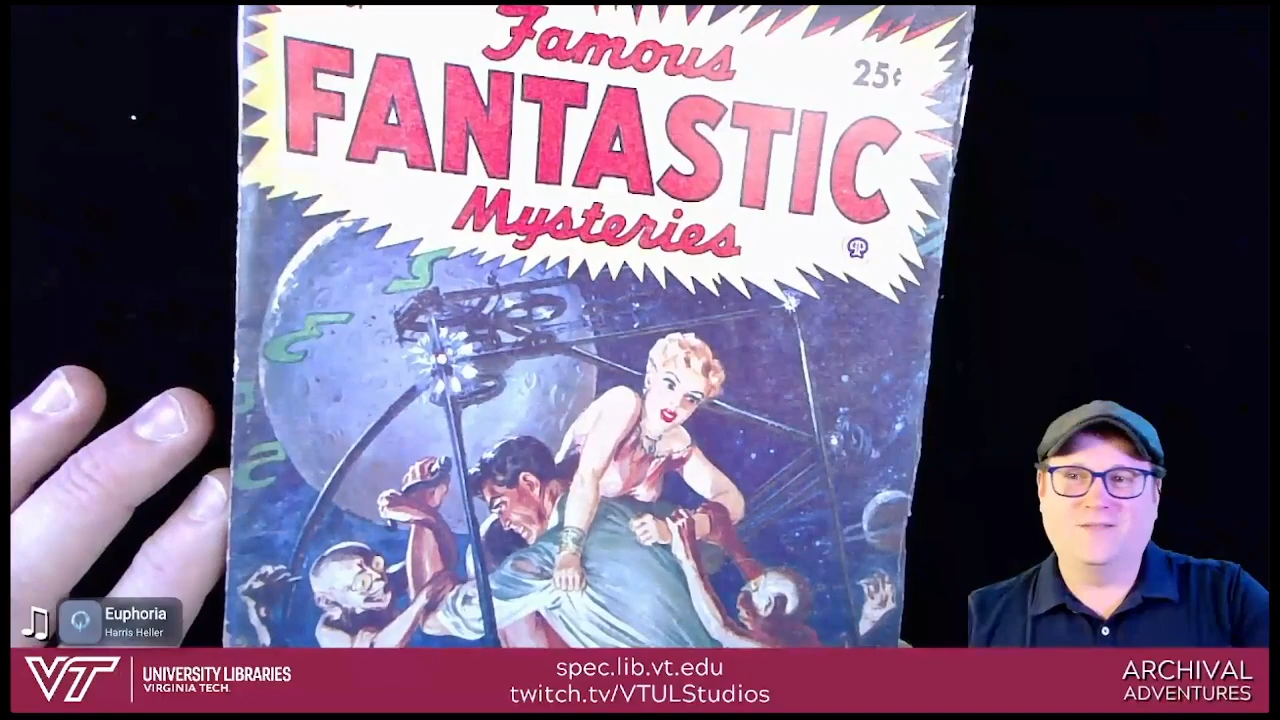 Famous
25¢
FANTASTIC
Mysteries
Euphoria
Harris Heller
VT
UNIVERSITY LIBRARIES
VIRGINIA TECH.
spec.lib.vt.edu
twitch.tv/VTULStudios
ARCHIVAL
ADVENTURES